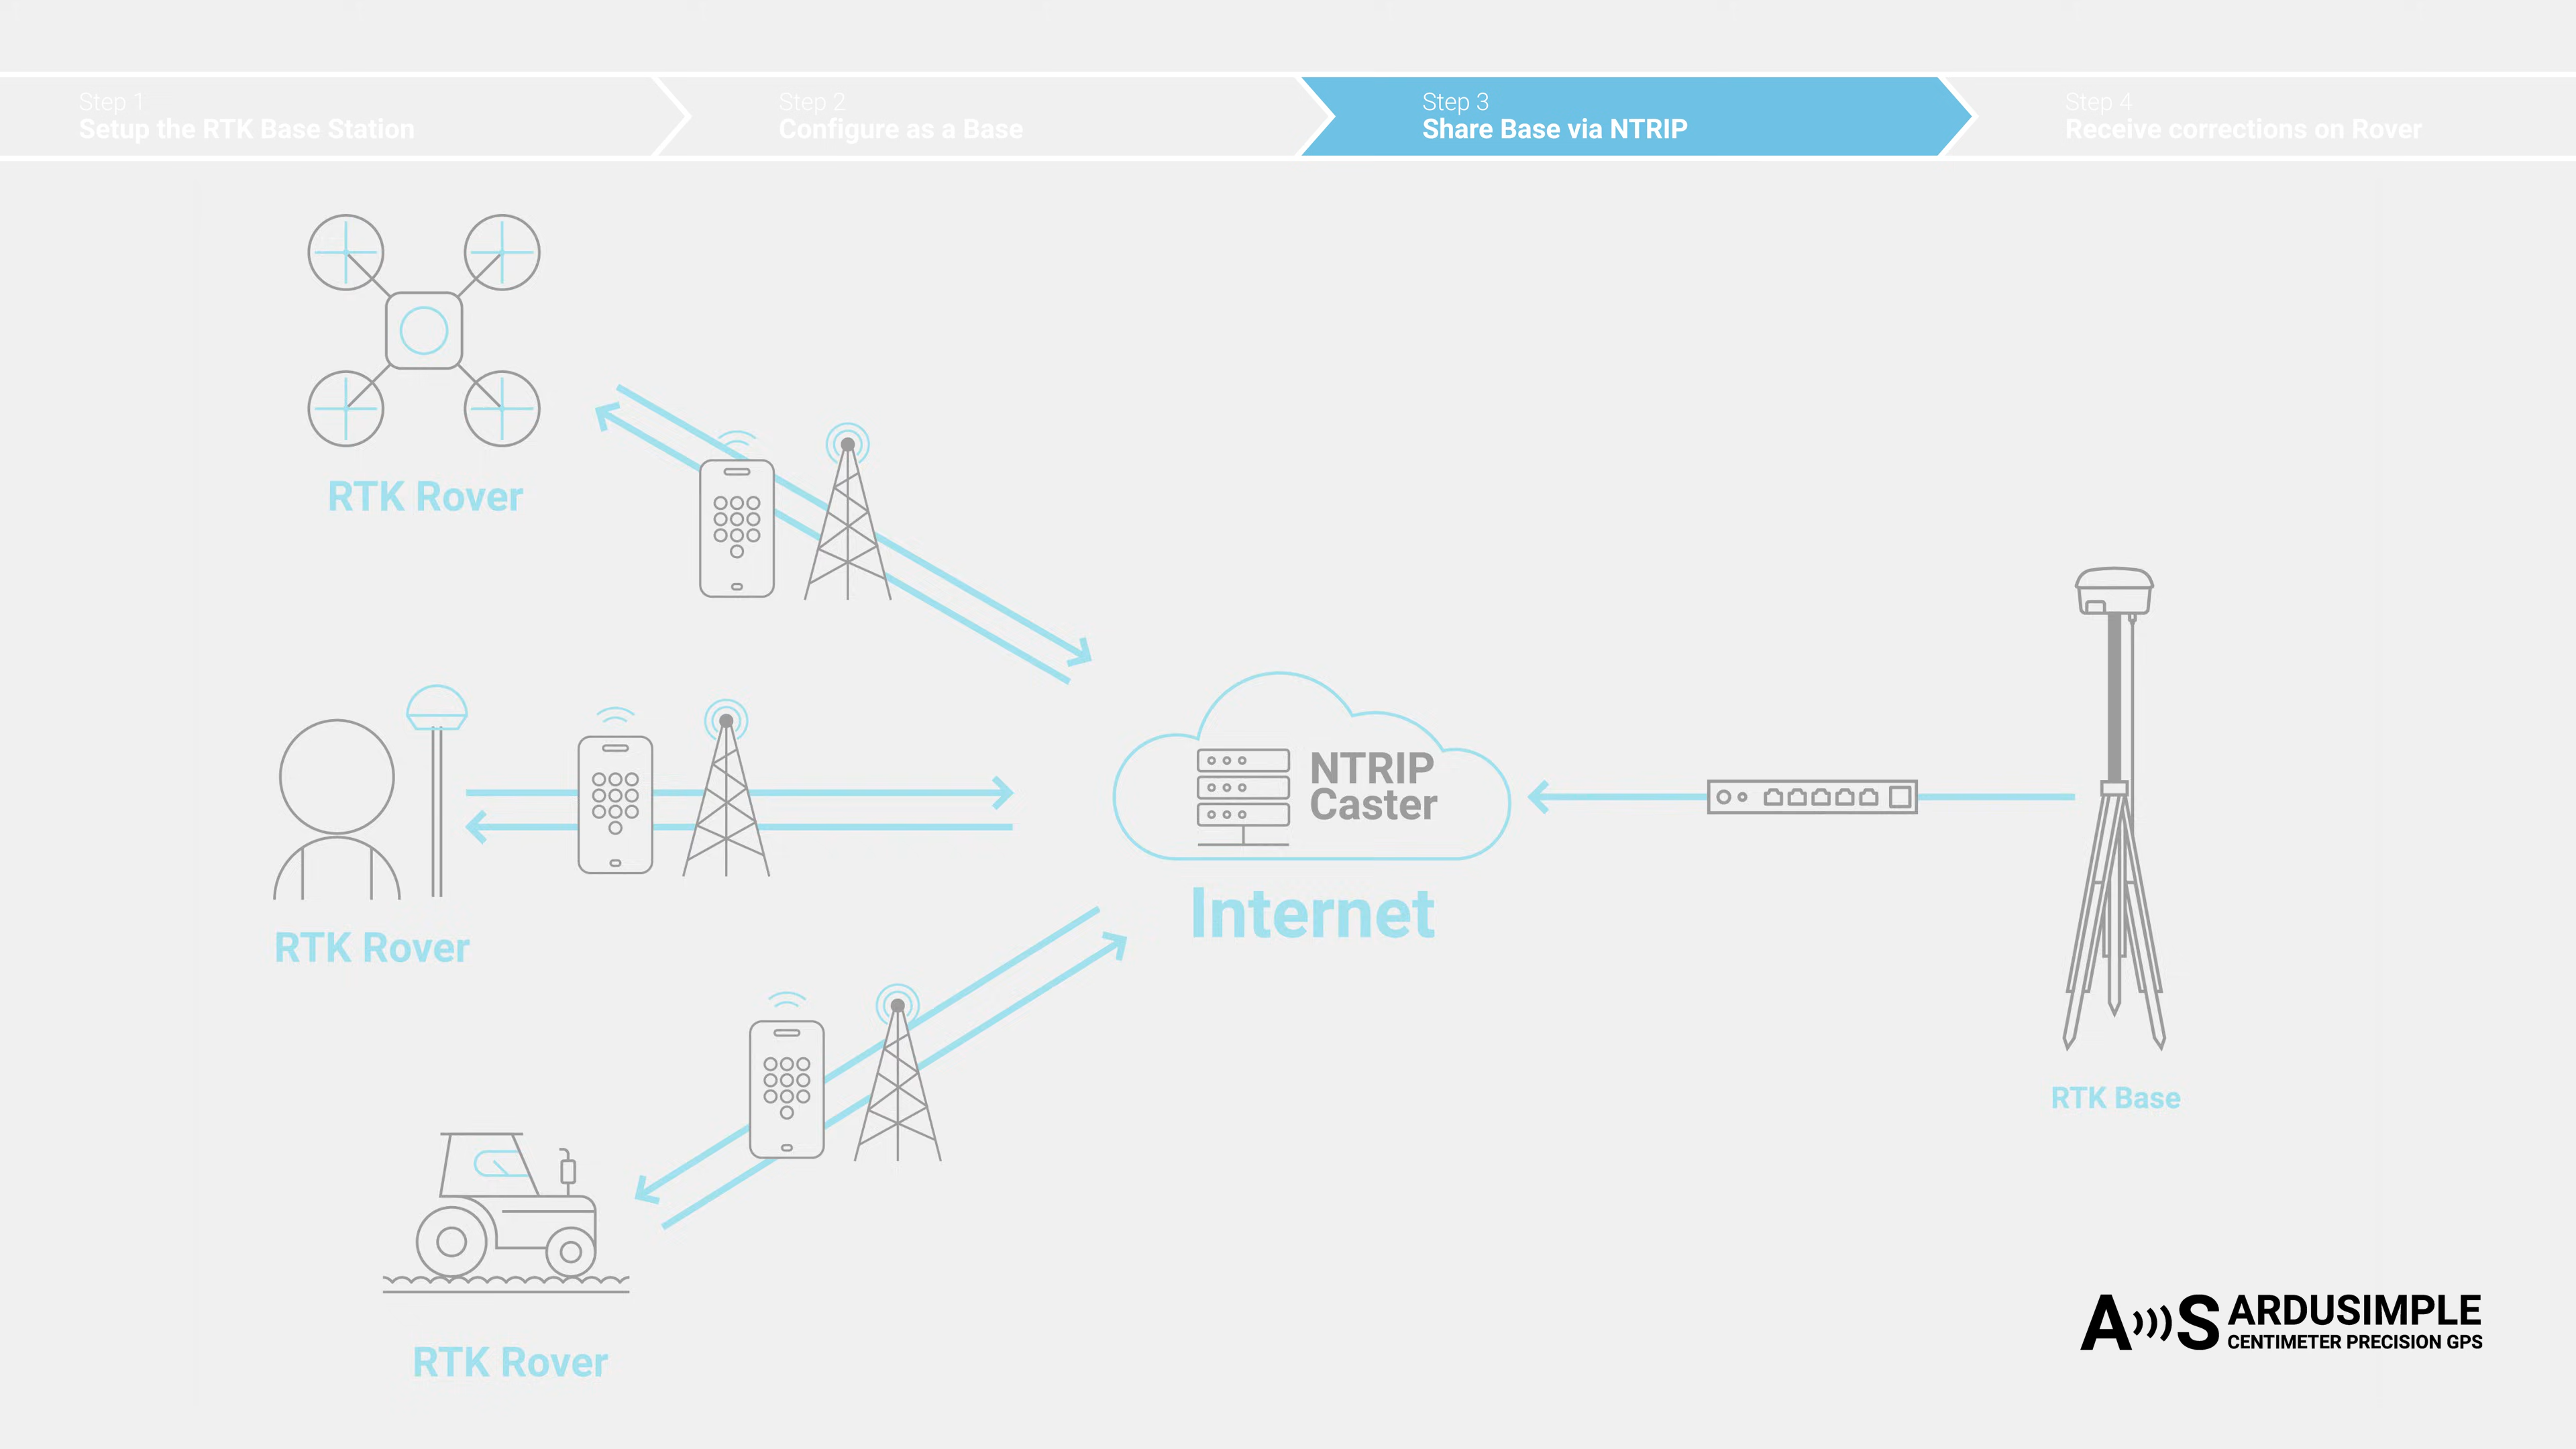 Step 1
Setup the RTK Base Station
Step 2
Configure as a Base
Step 3
Share Base via NTRIP
Step 4
Receive corrections on Rover
RTK Rover
NTRIP
Caster
Internet
RTK Rover
RTK Base
RTK Rover
A S ARDUSIMPLE
CENTIMETER PRECISION GPS